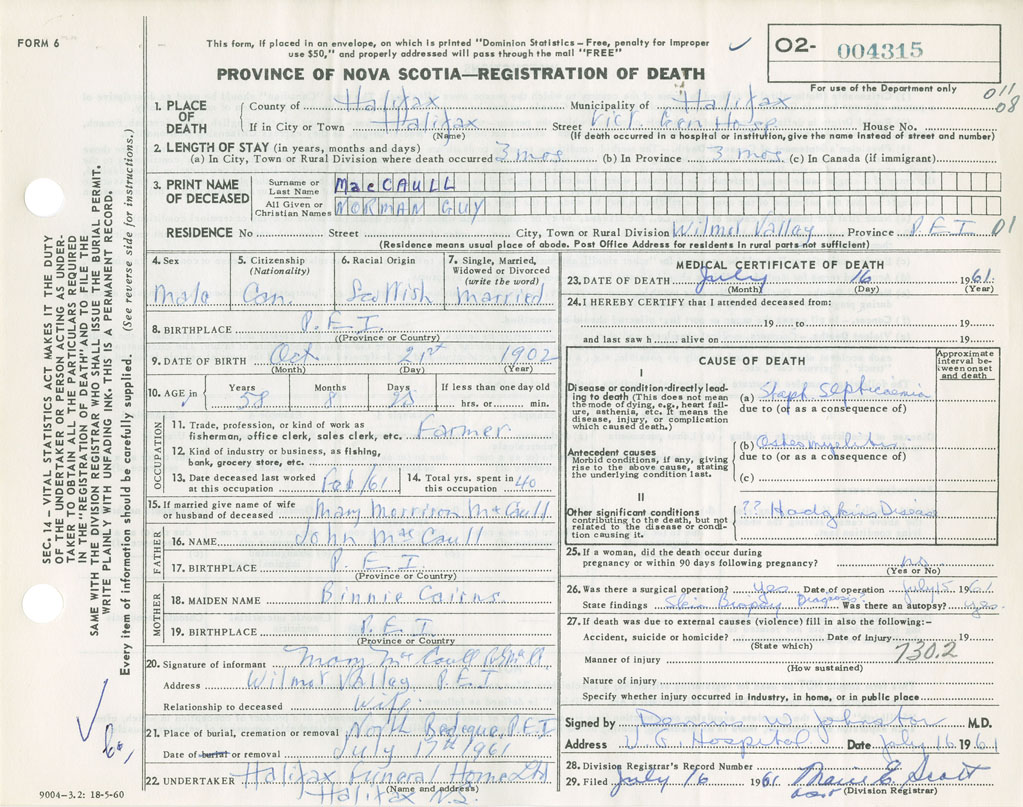 FORM 6
This form, if placed in an envelope, on which is printed "Dominion Statistics – Free, penalty for improper
use $50," and properly addressed will pass through the mail "FREE"
02- 004315
PROVINCE OF NOVA SCOTIA—REGISTRATION OF DEATH
For use of the Department only
011
08
1. PLACE OF DEATH
County of Halifax Municipality of Halifax
If in City or Town Halifax Street Vict. Gen Hosp. House No.
(Name) (If death occurred in a hospital or institution, give the name instead of street and number)
2. LENGTH OF STAY (in years, months and days)
(a) In City, Town or Rural Division where death occurred 3 mos (b) In Province 3 mos. (c) In Canada (if immigrant)
3. PRINT NAME OF DECEASED
Surname or Last Name MacCAULL
All Given or Christian Names NORMAN GUY
RESIDENCE No Street City, Town or Rural Division Wilmot Valley Province P.E.I. 01
(Residence means usual place of abode. Post Office Address for residents in rural parts not sufficient)
4. Sex Male
5. Citizenship (Nationality) Can.
6. Racial Origin Scottish
7. Single, Married, Widowed or Divorced (write the word) Married
8. BIRTHPLACE P.E.I.
(Province or Country)
9. DATE OF BIRTH Oct 21st 1902
(Month) (Day) (Year)
10. AGE in Years 58 Months 8 Days 25 If less than one day old hrs. or min.
OCCUPATION
11. Trade, profession, or kind of work as
fisherman, office clerk, sales clerk, etc. Farmer
12. Kind of industry or business, as fishing,
bank, grocery store, etc.
13. Date deceased last worked at this occupation Feb/61
14. Total yrs. spent in this occupation 40
15. If married give name of wife
or husband of deceased Mary Morrison McCaull
FATHER
16. NAME John MacCaull
17. BIRTHPLACE P.E.I.
(Province or Country)
MOTHER
18. MAIDEN NAME Binnie Cairns
19. BIRTHPLACE P.E.I.
(Province or Country
20. Signature of informant Mary MacCaull
Address Wilmot Valley P.E.I.
Relationship to deceased Wife
21. Place of burial, cremation or removal North Bedeque, P.E.I
Date of burial or removal July 17th 1961
22. UNDERTAKER Halifax Funeral Home Ltd
(Name and address)
Halifax N.S.
9004–3.2: 18-5-60
MEDICAL CERTIFICATE OF DEATH
23. DATE OF DEATH July 16 1961
(Month) (Day) (Year)
24. I HEREBY CERTIFY that I attended deceased from:
19 to 19
and last saw h alive on 19
CAUSE OF DEATH
Approximate interval between onset and death
I
Disease or condition directly leading to death (This does not mean the mode of dying, e.g., heart failure, asthenia, etc. It means the disease, injury, or complication which caused death.)
(a) Staph Septicaemia
due to (or as a consequence of)
Antecedent causes
Morbid conditions, if any, giving rise to the above cause, stating the underlying condition last.
(b) Osteomyelitis
due to (or as a consequence of)
(c)
II
Other significant conditions
contributing to the death, but not related to the disease or condition causing it.
?? Hodgkins Disease
25. If a woman, did the death occur during
pregnancy or within 90 days following pregnancy? no
(Yes or No)
26. Was there a surgical operation? Yes Date of operation July 15 1961
State findings Skin Biopsy Diagnosis Was there an autopsy? yes
27. If death was due to external causes (violence) fill in also the following:–
Accident, suicide or homicide? Date of injury 19
(State which) 730.2
Manner of injury
(How sustained)
Nature of injury
Specify whether injury occurred in industry, in home, or in public place
Signed by Dennis W Johnston M.D.
Address V G Hospital Date July 16 1961
28. Division Registrar's Record Number
29. Filed July 16 1961 Marie E. Scott
(Division Registrar)
SEC. 14 – VITAL STATISTICS ACT MAKES IT THE DUTY
OF THE UNDERTAKER OR PERSON ACTING AS UNDER-
TAKER TO OBTAIN ALL THE PARTICULARS REQUIRED
IN THE "REGISTRATION OF DEATH" AND TO FILE THE
SAME WITH THE DIVISION REGISTRAR WHO SHALL ISSUE THE BURIAL PERMIT.
WRITE PLAINLY WITH UNFADING INK. THIS IS A PERMANENT RECORD.
Every item of information should be carefully supplied. (See reverse side for instructions.)